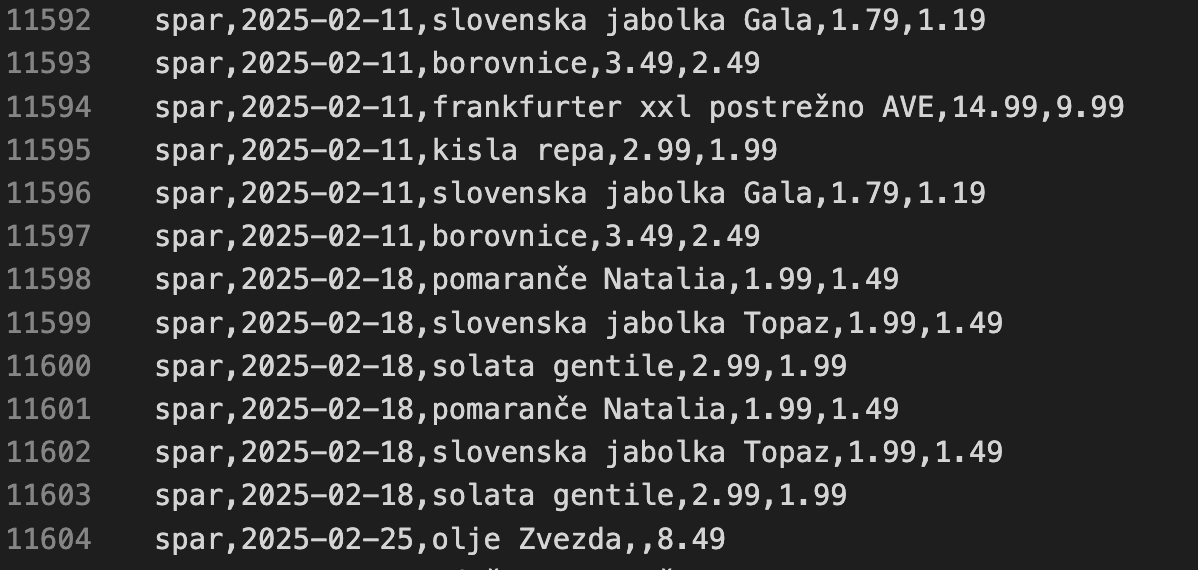 11592 spar,2025-02-11,slovenska jabolka Gala,1.79,1.19
11593 spar,2025-02-11,borovnice,3.49,2.49
11594 spar,2025-02-11,frankfurter xxl postrežno AVE,14.99,9.99
11595 spar,2025-02-11,kisla repa,2.99,1.99
11596 spar,2025-02-11,slovenska jabolka Gala,1.79,1.19
11597 spar,2025-02-11,borovnice,3.49,2.49
11598 spar,2025-02-18,pomaranče Natalia,1.99,1.49
11599 spar,2025-02-18,slovenska jabolka Topaz,1.99,1.49
11600 spar,2025-02-18,solata gentile,2.99,1.99
11601 spar,2025-02-18,pomaranče Natalia,1.99,1.49
11602 spar,2025-02-18,slovenska jabolka Topaz,1.99,1.49
11603 spar,2025-02-18,solata gentile,2.99,1.99
11604 spar,2025-02-25,olje Zvezda,,8.49